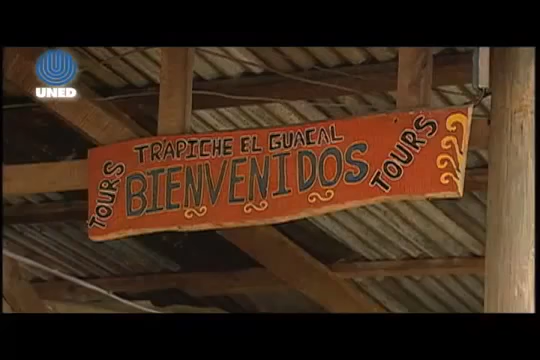 UNED
TRAPICHE EL GUACAL
TOURS BIENVENIDOS TOURS